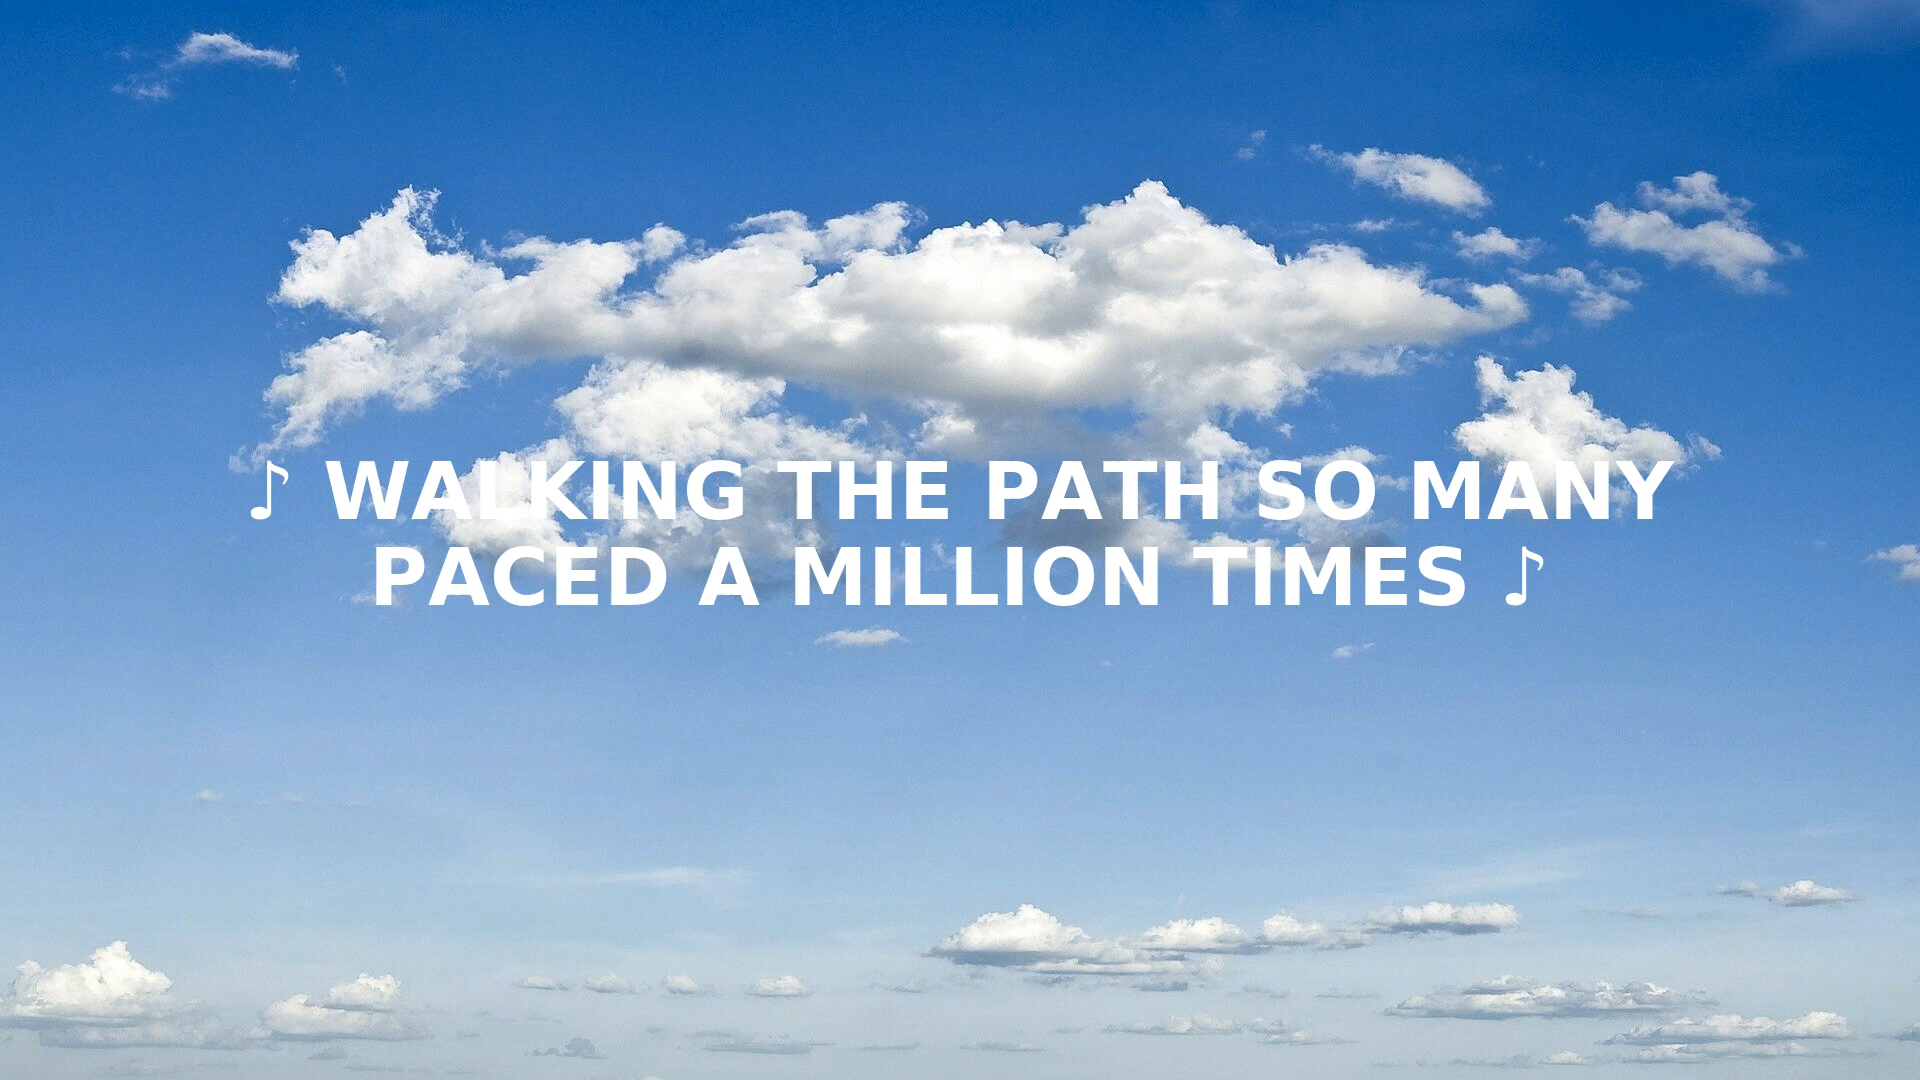 ♪ WALKING THE PATH SO MANY
PACED A MILLION TIMES ♪